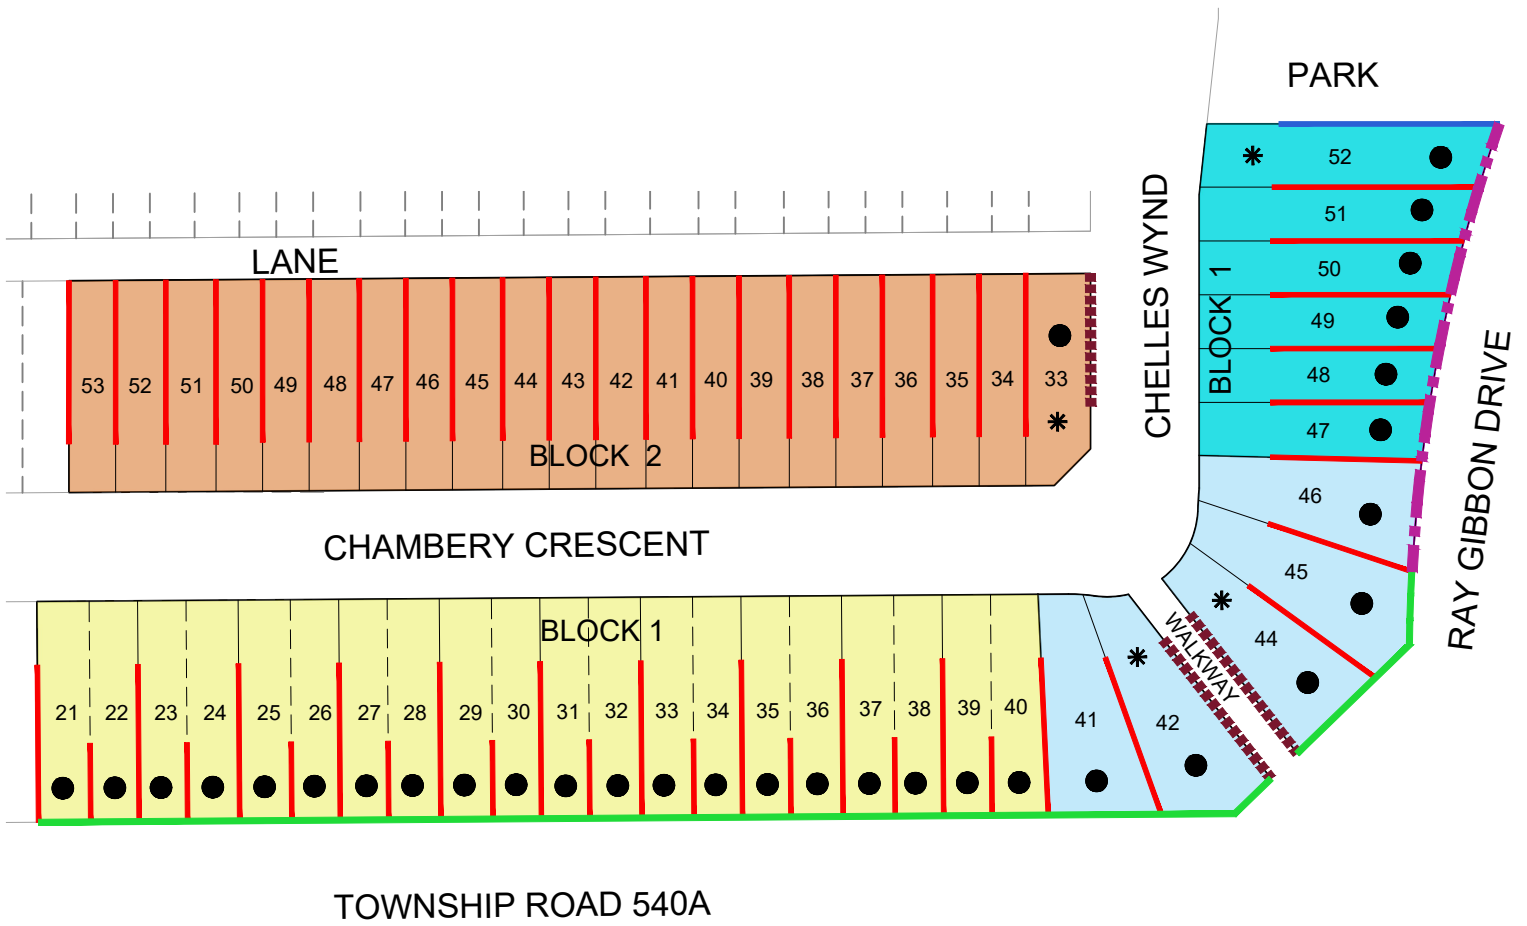 PARK
52
51
50
49
48
47
46
45
44
BLOCK 1
CHELLES WYND
RAY GIBBON DRIVE
LANE
53 52 51 50 49 48 47 46 45 44 43 42 41 40 39 38 37 36 35 34 33
BLOCK 2
CHAMBERY CRESCENT
BLOCK 1
WALKWAY
21 22 23 24 25 26 27 28 29 30 31 32 33 34 35 36 37 38 39 40 41 42
TOWNSHIP ROAD 540A